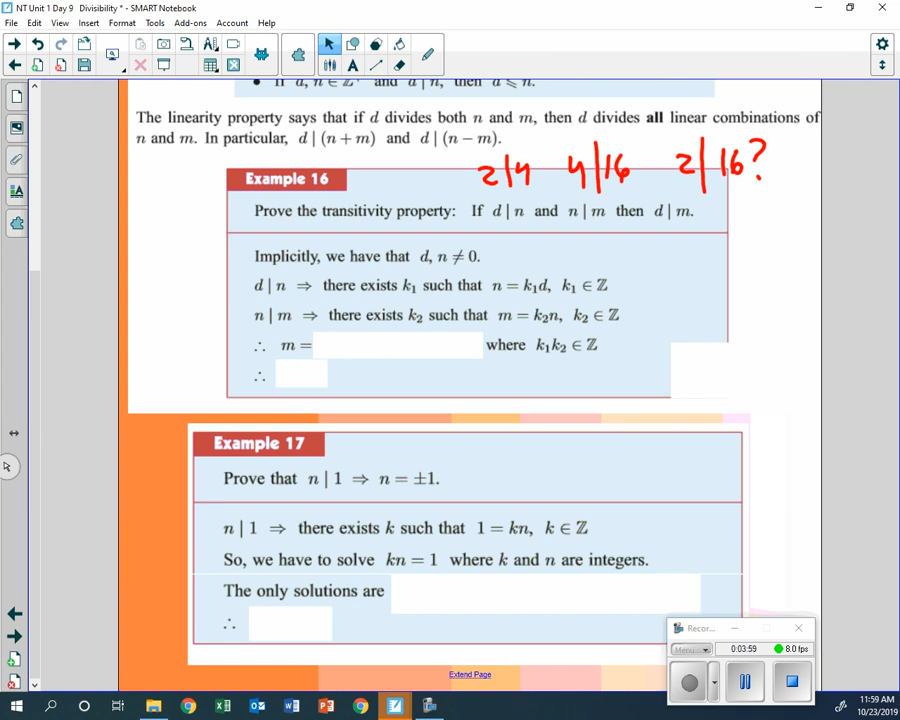 NT Unit 1 Day 9 Divisibility * - SMART Notebook
File Edit View Insert Format Tools Add-ons Account Help
The linearity property says that if d divides both n and m, then d divides all linear combinations of
n and m. In particular, d | (n + m) and d | (n − m).
2|4 4|16 2|16?
Example 16
Prove the transitivity property: If d | n and n | m then d | m.
Implicitly, we have that d, n ≠ 0.
d | n ⇒ there exists k₁ such that n = k₁d, k₁ ∈ ℤ
n | m ⇒ there exists k₂ such that m = k₂n, k₂ ∈ ℤ
∴ m = where k₁k₂ ∈ ℤ
∴
Example 17
Prove that n | 1 ⇒ n = ±1.
n | 1 ⇒ there exists k such that 1 = kn, k ∈ ℤ
So, we have to solve kn = 1 where k and n are integers.
The only solutions are
∴
Extend Page
Recor...
Menu
0:03:59 8.0 fps
11:59 AM
10/23/2019